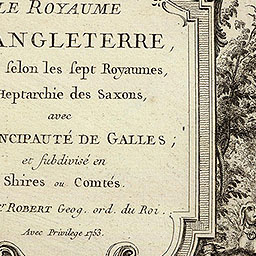 LE ROYAUME
ANGLETERRE,
selon les sept Royaumes,
Heptarchie des Saxons,
avec
NCIPAUTÉ DE GALLES;
et subdivisé en
Shires ou Comtés.
r ROBERT Geog. ord. du Roi.
Avec Privilege 1753.